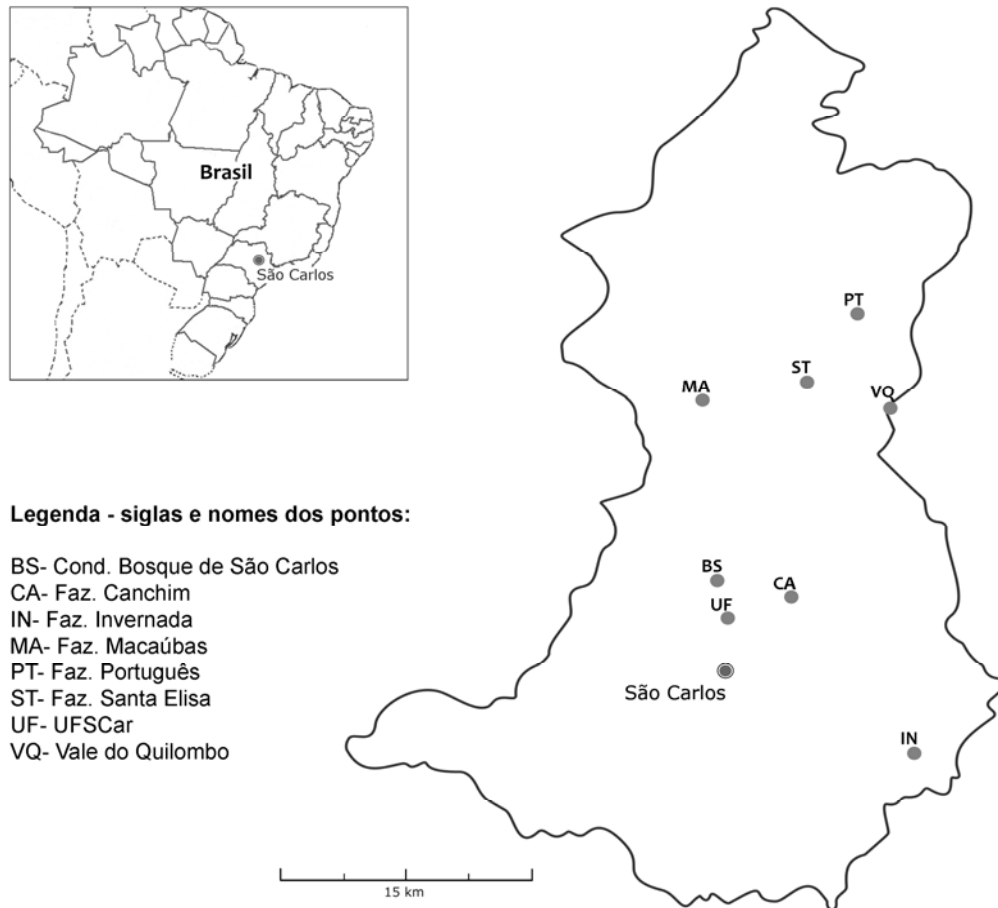 Brasil
São Carlos
PT
ST
MA
VQ
Legenda - siglas e nomes dos pontos:
BS- Cond. Bosque de São Carlos
CA- Faz. Canchim
IN- Faz. Invernada
MA- Faz. Macaúbas
PT- Faz. Português
ST- Faz. Santa Elisa
UF- UFSCar
VQ- Vale do Quilombo
BS
CA
UF
São Carlos
IN
15 km